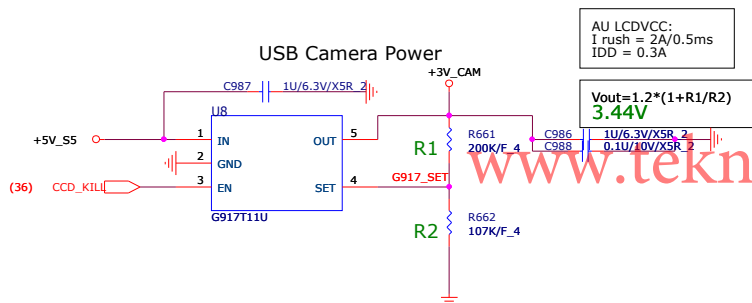 AU LCDVCC:
I rush = 2A/0.5ms
IDD = 0.3A
USB Camera Power
+3V_CAM
C987 1U/6.3V/X5R_2
Vout=1.2*(1+R1/R2)
3.44V
U8
+5V_S5 1 IN OUT 5
2 GND
(36) CCD_KILL 3 EN SET 4 G917_SET
G917T11U
R1 R661
200K/F_4
C986 1U/6.3V/X5R_2
C988 0.1U/10V/X5R_2
www.tekn
R2 R662
107K/F_4